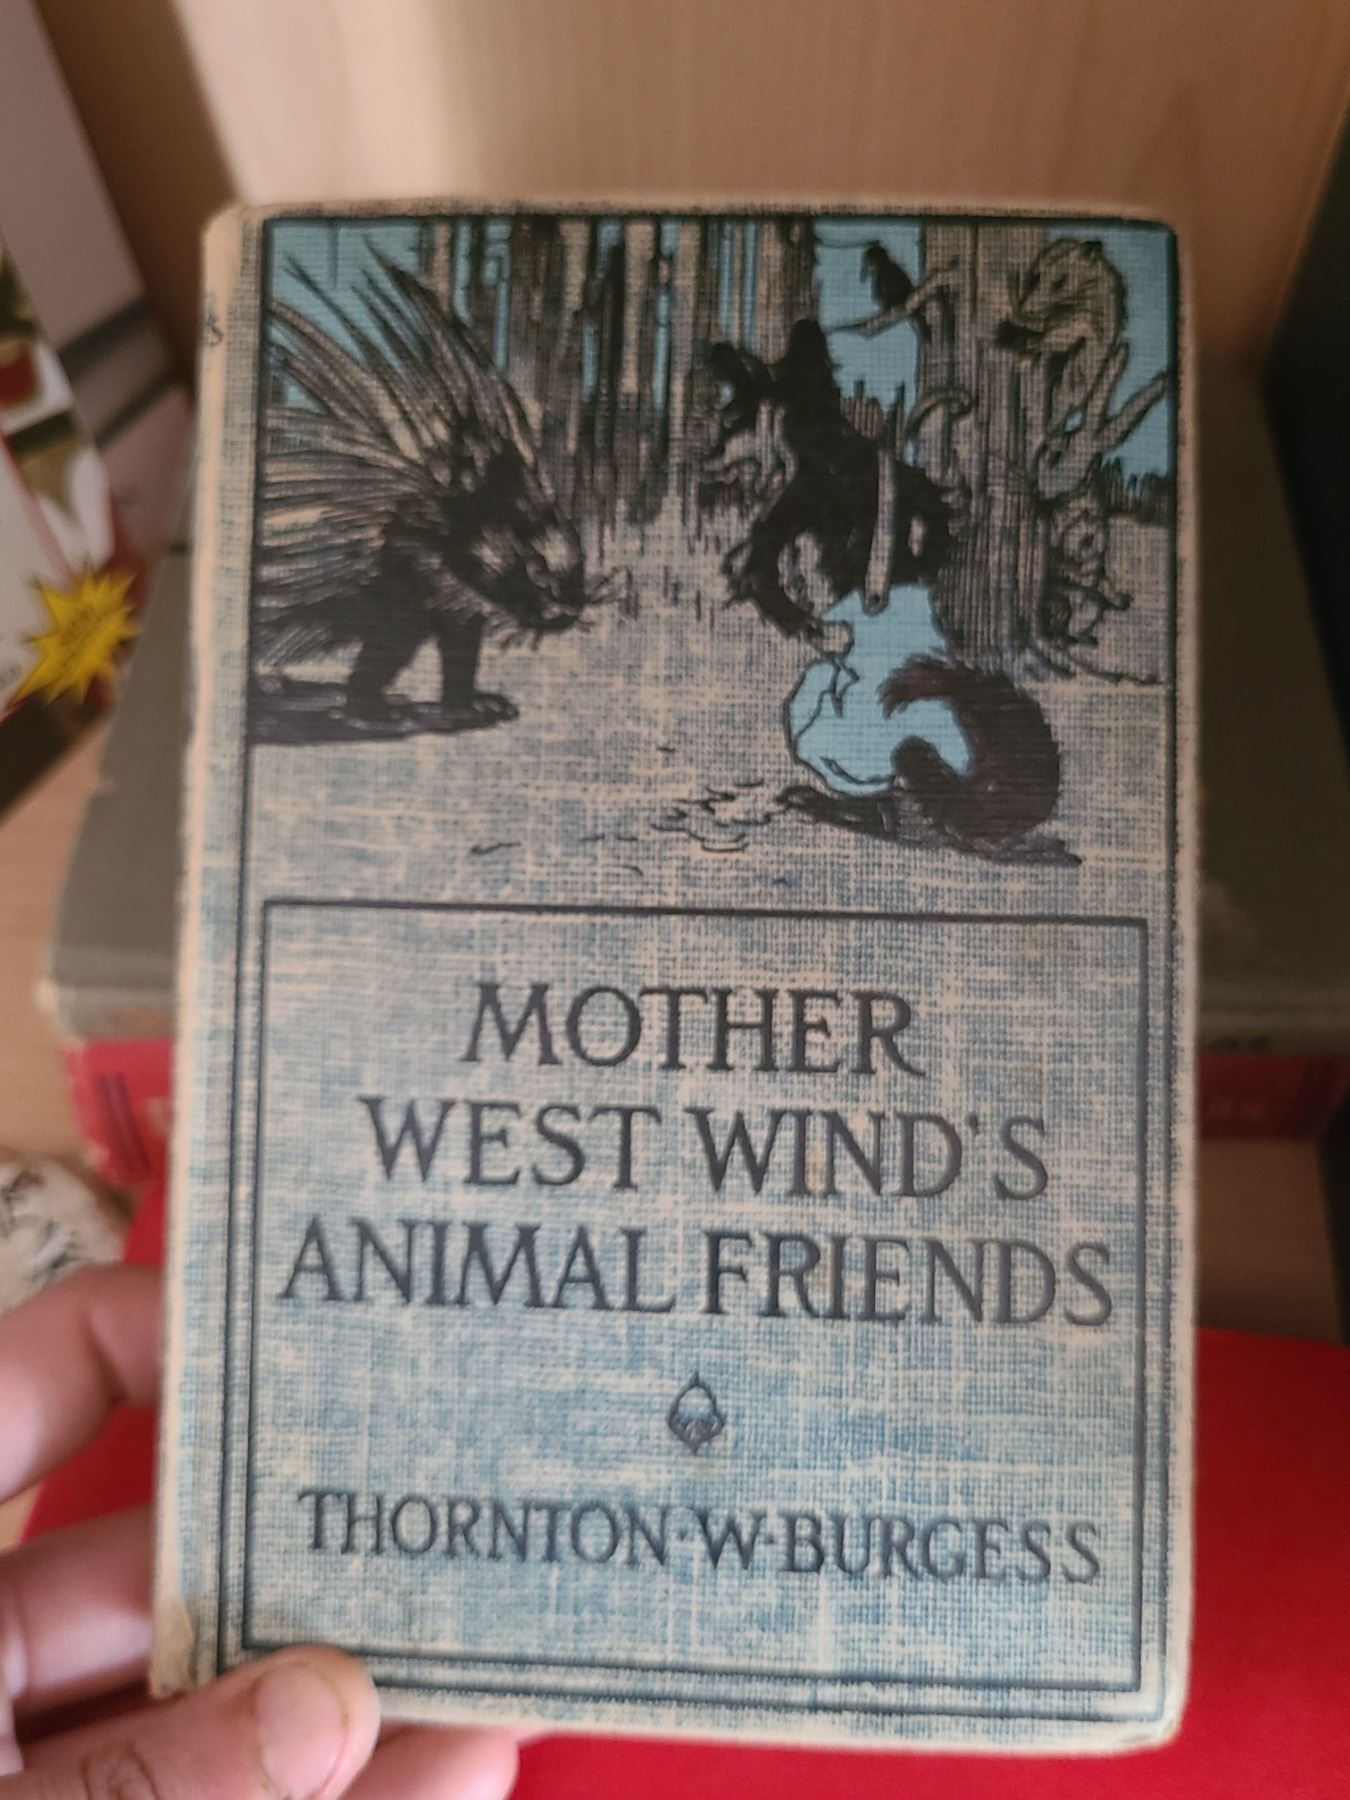 MOTHER
WEST WIND'S
ANIMAL FRIENDS
THORNTON·W·BURGESS